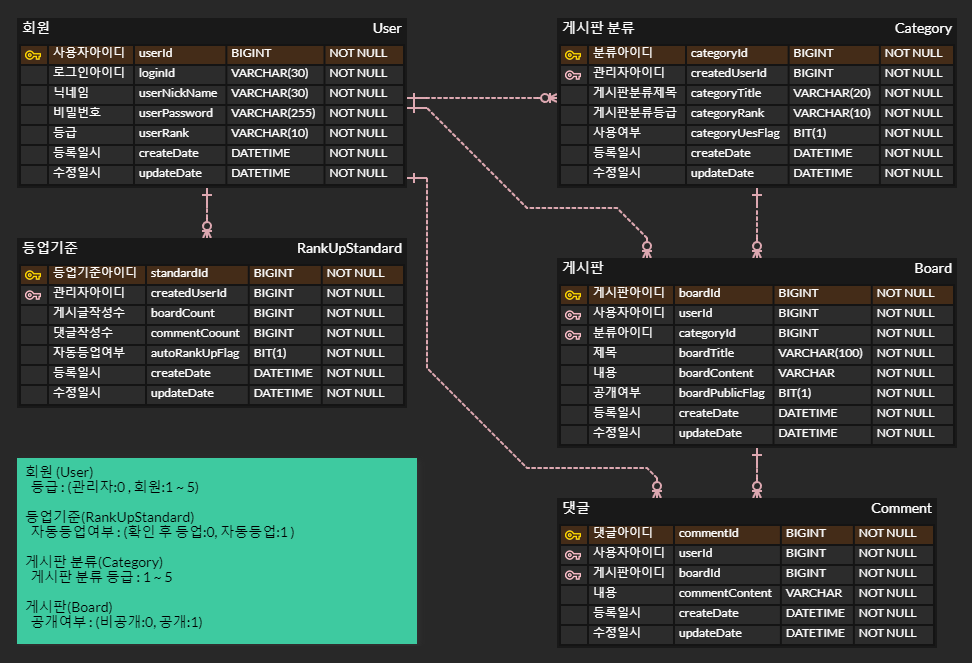 회원 User
사용자아이디 userId BIGINT NOT NULL
로그인아이디 loginId VARCHAR(30) NOT NULL
닉네임 userNickName VARCHAR(30) NOT NULL
비밀번호 userPassword VARCHAR(255) NOT NULL
등급 userRank VARCHAR(10) NOT NULL
등록일시 createDate DATETIME NOT NULL
수정일시 updateDate DATETIME NOT NULL
게시판 분류 Category
분류아이디 categoryId BIGINT NOT NULL
관리자아이디 createdUserId BIGINT NOT NULL
게시판분류제목 categoryTitle VARCHAR(20) NOT NULL
게시판분류등급 categoryRank VARCHAR(10) NOT NULL
사용여부 categoryUesFlag BIT(1) NOT NULL
등록일시 createDate DATETIME NOT NULL
수정일시 updateDate DATETIME NOT NULL
등업기준 RankUpStandard
등업기준아이디 standardId BIGINT NOT NULL
관리자아이디 createdUserId BIGINT NOT NULL
게시글작성수 boardCount BIGINT NOT NULL
댓글작성수 commentCoount BIGINT NOT NULL
자동등업여부 autoRankUpFlag BIT(1) NOT NULL
등록일시 createDate DATETIME NOT NULL
수정일시 updateDate DATETIME NOT NULL
게시판 Board
게시판아이디 boardId BIGINT NOT NULL
사용자아이디 userId BIGINT NOT NULL
분류아이디 categoryId BIGINT NOT NULL
제목 boardTitle VARCHAR(100) NOT NULL
내용 boardContent VARCHAR NOT NULL
공개여부 boardPublicFlag BIT(1) NOT NULL
등록일시 createDate DATETIME NOT NULL
수정일시 updateDate DATETIME NOT NULL
회원 (User)
등급 : (관리자:0 , 회원:1 ~ 5)
등업기준(RankUpStandard)
자동등업여부 : (확인 후 등업:0, 자동등업:1 )
게시판 분류(Category)
게시판 분류 등급 : 1 ~ 5
게시판(Board)
공개여부 : (비공개:0, 공개:1)
댓글 Comment
댓글아이디 commentId BIGINT NOT NULL
사용자아이디 userId BIGINT NOT NULL
게시판아이디 boardId BIGINT NOT NULL
내용 commentContent VARCHAR NOT NULL
등록일시 createDate DATETIME NOT NULL
수정일시 updateDate DATETIME NOT NULL